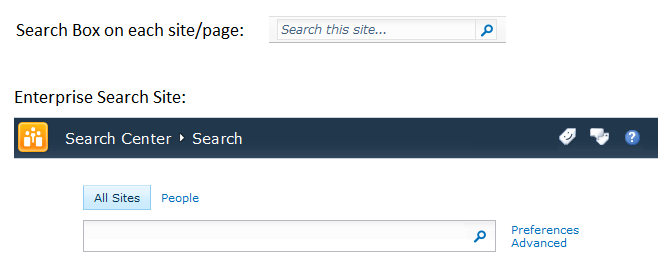 Search Box on each site/page: Search this site...
Enterprise Search Site:
Search Center Search
All Sites People
Preferences
Advanced